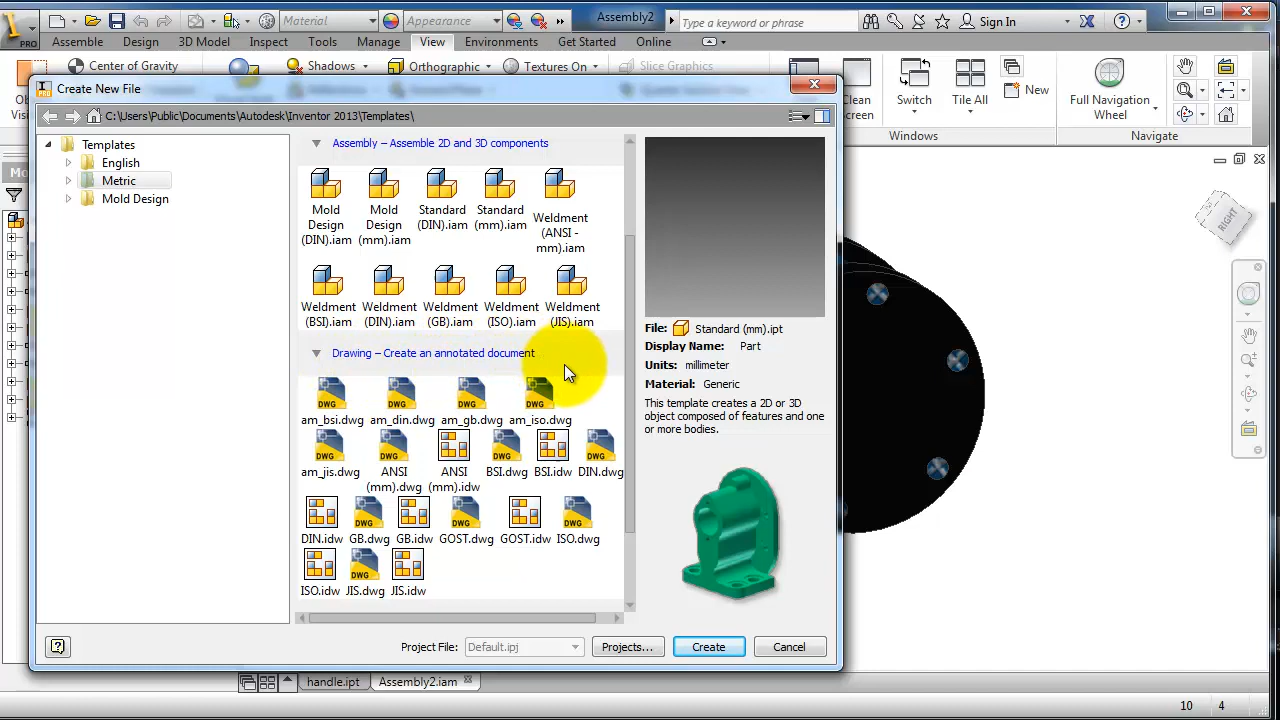 Material
Appearance
Assembly2
Type a keyword or phrase
Sign In
PRO
Assemble
Design
3D Model
Inspect
Tools
Manage
View
Environments
Get Started
Online
Center of Gravity
Shadows
Orthographic
Textures On
Slice Graphics
Clean
Switch
Tile All
New
Full Navigation
Wheel
Windows
Navigate
Create New File
C:\Users\Public\Documents\Autodesk\Inventor 2013\Templates\
Templates
English
Metric
Mold Design
Assembly – Assemble 2D and 3D components
Mold Design (DIN).iam
Mold Design (mm).iam
Standard (DIN).iam
Standard (mm).iam
Weldment (ANSI - mm).iam
Weldment (BSI).iam
Weldment (DIN).iam
Weldment (GB).iam
Weldment (ISO).iam
Weldment (JIS).iam
Drawing – Create an annotated document
am_bsi.dwg
am_din.dwg
am_gb.dwg
am_iso.dwg
am_jis.dwg
ANSI (mm).dwg
ANSI (mm).idw
BSI.dwg
BSI.idw
DIN.dwg
DIN.idw
GB.dwg
GB.idw
GOST.dwg
GOST.idw
ISO.dwg
ISO.idw
JIS.dwg
JIS.idw
File: Standard (mm).ipt
Display Name: Part
Units: millimeter
Material: Generic
This template creates a 2D or 3D
object composed of features and one
or more bodies.
RIGHT
Project File:
Default.ipj
Projects...
Create
Cancel
handle.ipt
Assembly2.iam
10
4